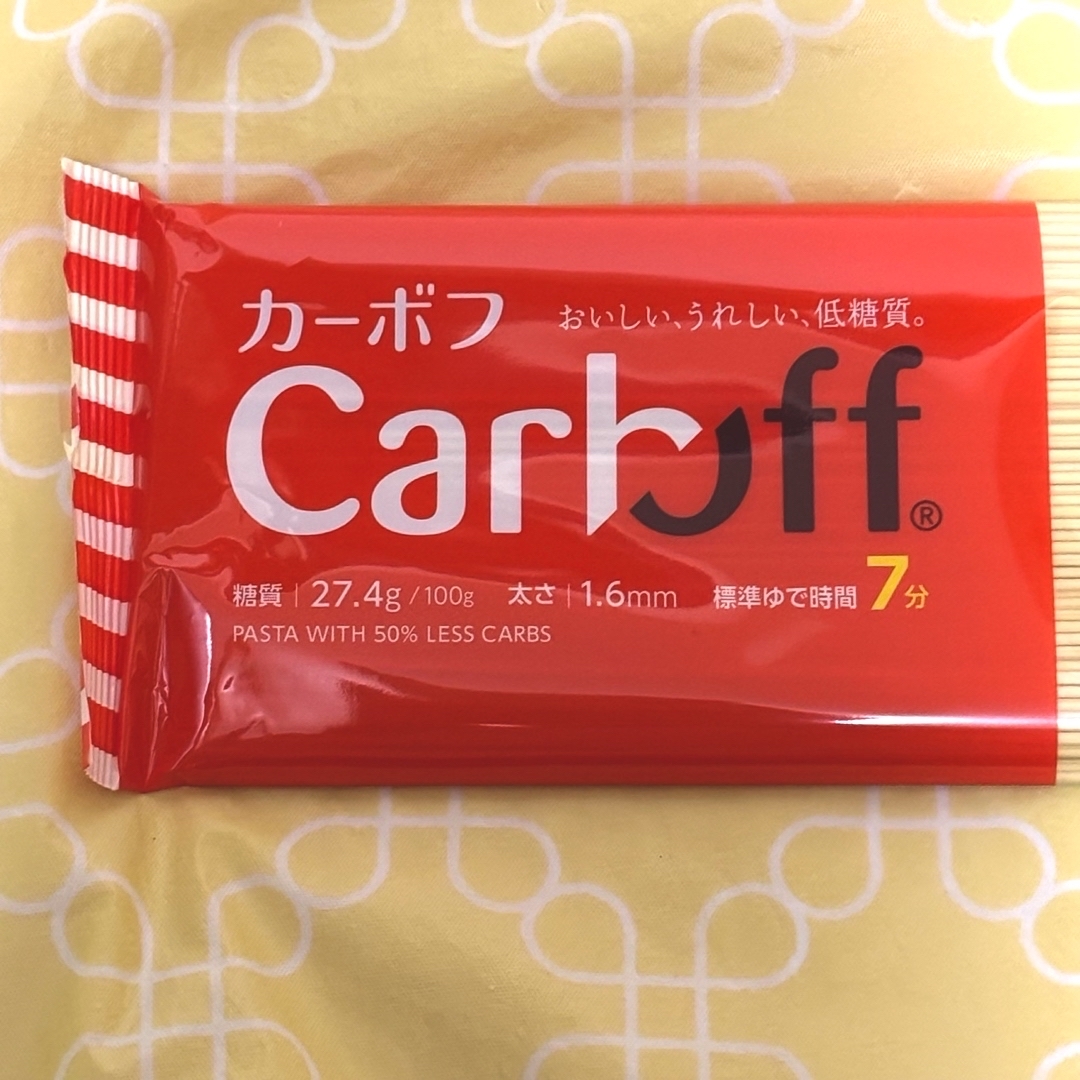 カーボフ おいしい、うれしい、低糖質。
Carboff®
糖質 | 27.4g /100g 太さ | 1.6mm 標準ゆで時間 7分
PASTA WITH 50% LESS CARBS